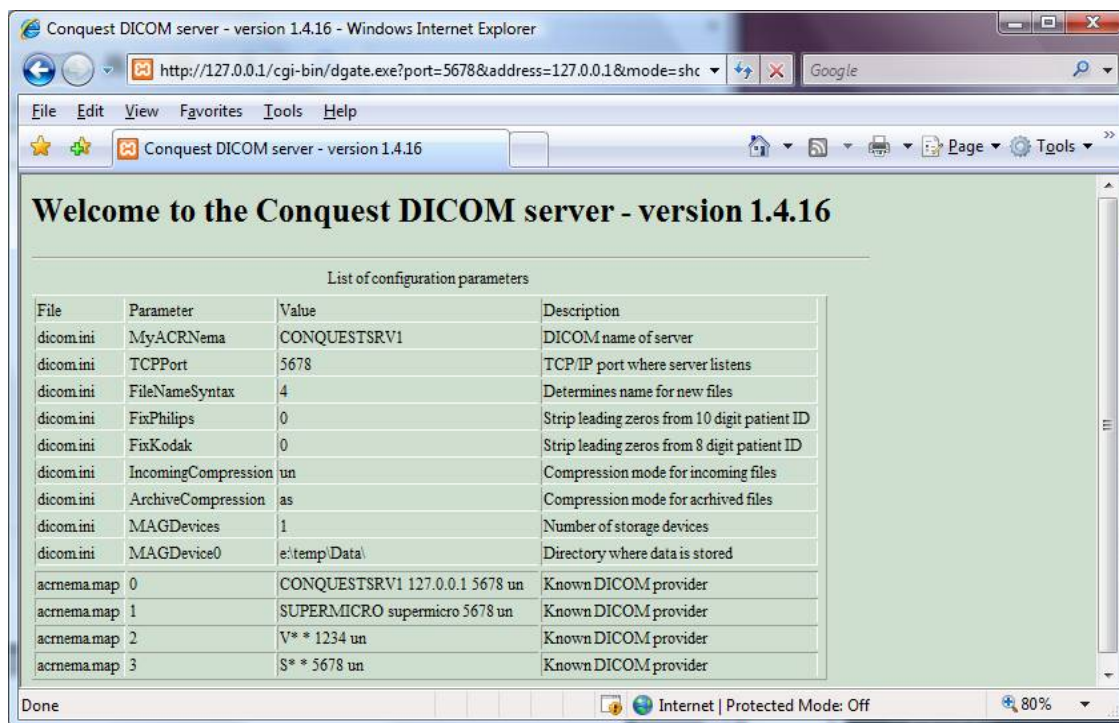 Conquest DICOM server - version 1.4.16 - Windows Internet Explorer
http://127.0.0.1/cgi-bin/dgate.exe?port=5678&address=127.0.0.1&mode=shc
Google
File Edit View Favorites Tools Help
Conquest DICOM server - version 1.4.16
Page Tools
Welcome to the Conquest DICOM server - version 1.4.16
List of configuration parameters
File Parameter Value Description
dicom.ini MyACRNema CONQUESTSRV1 DICOM name of server
dicom.ini TCPPort 5678 TCP/IP port where server listens
dicom.ini FileNameSyntax 4 Determines name for new files
dicom.ini FixPhilips 0 Strip leading zeros from 10 digit patient ID
dicom.ini FixKodak 0 Strip leading zeros from 8 digit patient ID
dicom.ini IncomingCompression un Compression mode for incoming files
dicom.ini ArchiveCompression as Compression mode for acrhived files
dicom.ini MAGDevices 1 Number of storage devices
dicom.ini MAGDevice0 e:\temp\Data\ Directory where data is stored
acrnema.map 0 CONQUESTSRV1 127.0.0.1 5678 un Known DICOM provider
acrnema.map 1 SUPERMICRO supermicro 5678 un Known DICOM provider
acrnema.map 2 V* * 1234 un Known DICOM provider
acrnema.map 3 S* * 5678 un Known DICOM provider
Done Internet | Protected Mode: Off 80%